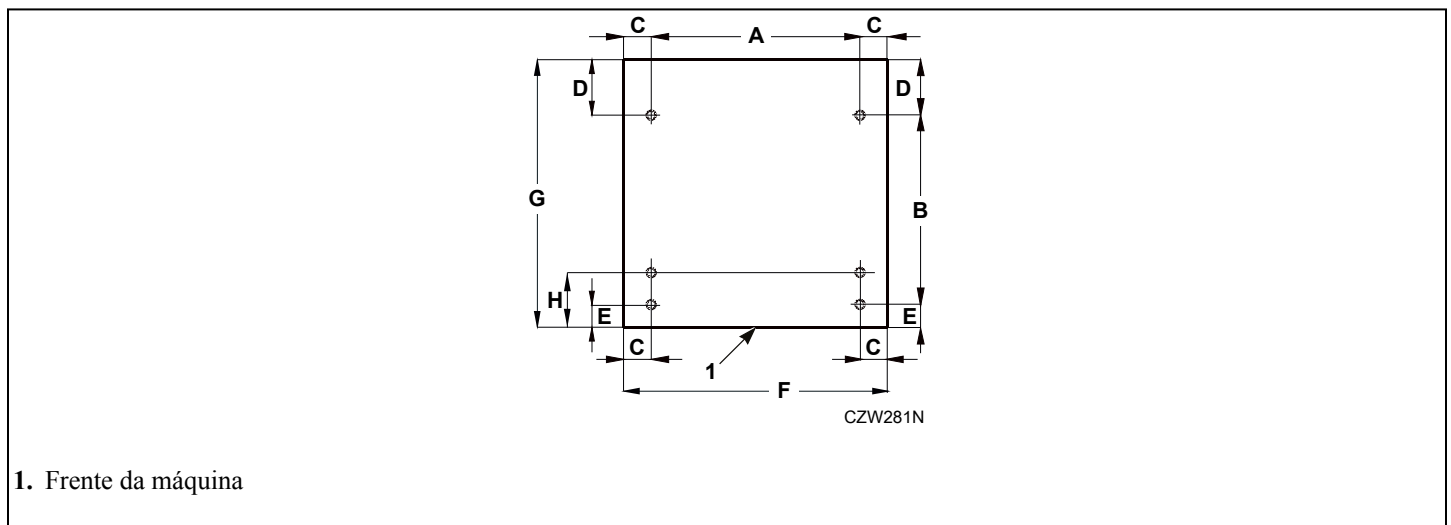 C A C
D D
G B
H
E E
C C
1
F
CZW281N
1. Frente da máquina